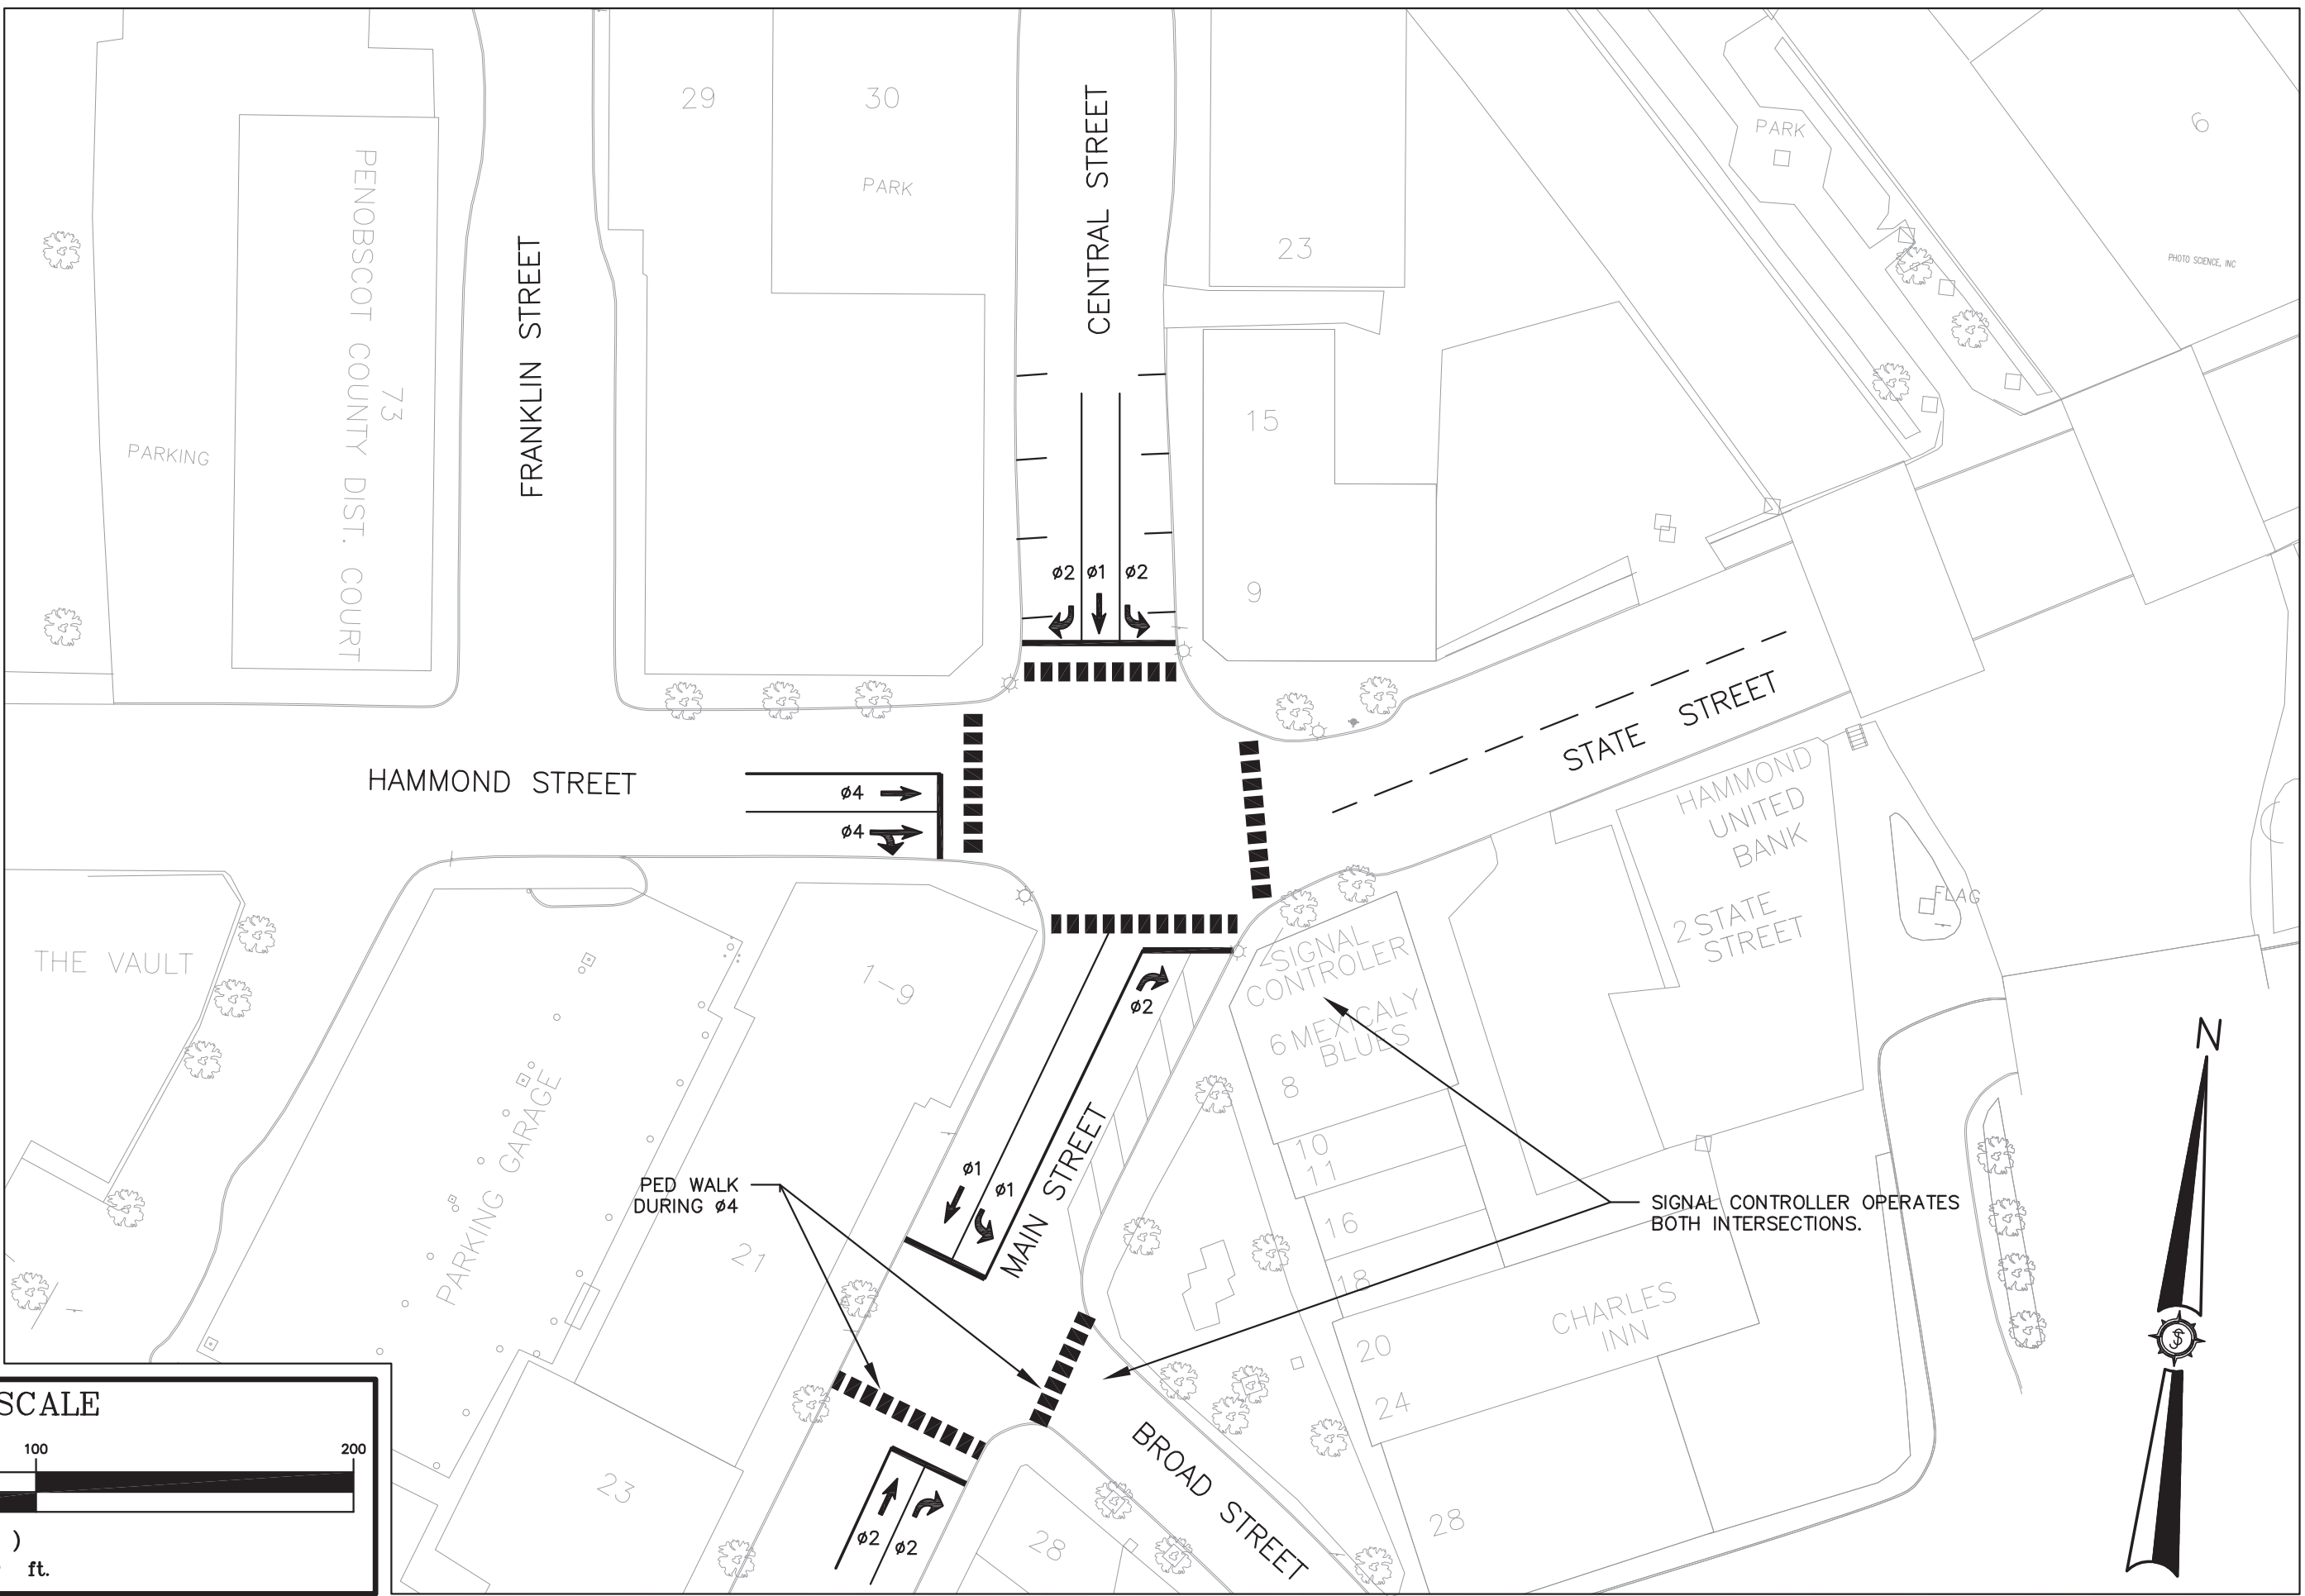 29
30
PARK
CENTRAL STREET
23
PARK
6
PHOTO SCIENCE, INC
PENOBSCOT COUNTY DIST. COURT
73
PARKING
FRANKLIN STREET
15
9
ø2 ø1 ø2
HAMMOND STREET
ø4
ø4
STATE STREET
HAMMOND
UNITED
BANK
2 STATE
STREET
FLAG
THE VAULT
1-9
SIGNAL
CONTROLER
6 MEXICALY
BLUES
8
10
11
16
18
20
24
28
ø2
N
PARKING GARAGE
ø1
ø1
MAIN STREET
PED WALK
DURING ø4
SIGNAL CONTROLLER OPERATES
BOTH INTERSECTIONS.
21
CHARLES
INN
BROAD STREET
23
28
ø2 ø2
SCALE
100 200
)
ft.